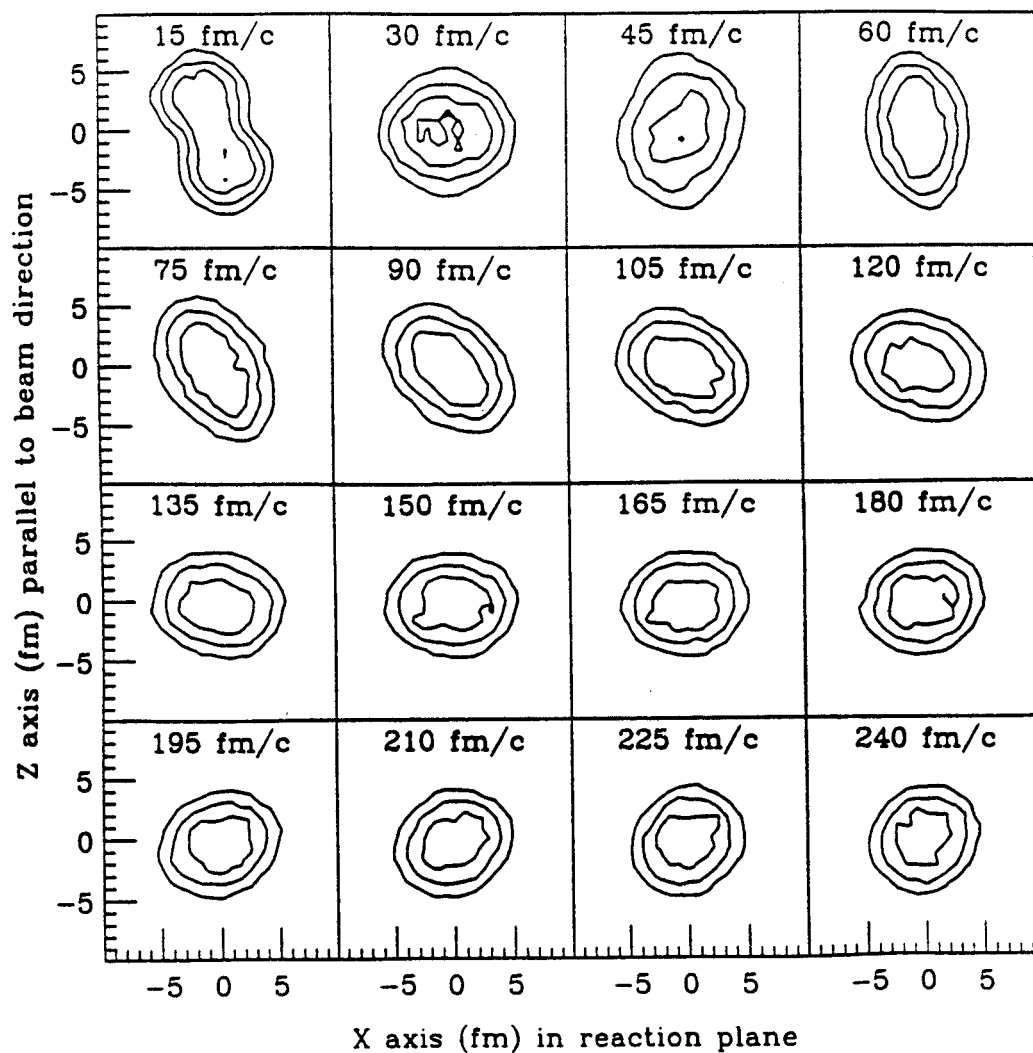 15 fm/c 30 fm/c 45 fm/c 60 fm/c
5
0
−5
75 fm/c 90 fm/c 105 fm/c 120 fm/c
5
0
−5
135 fm/c 150 fm/c 165 fm/c 180 fm/c
5
0
−5
195 fm/c 210 fm/c 225 fm/c 240 fm/c
5
0
−5
−5 0 5 −5 0 5 −5 0 5 −5 0 5
X axis (fm) in reaction plane
Z axis (fm) parallel to beam direction